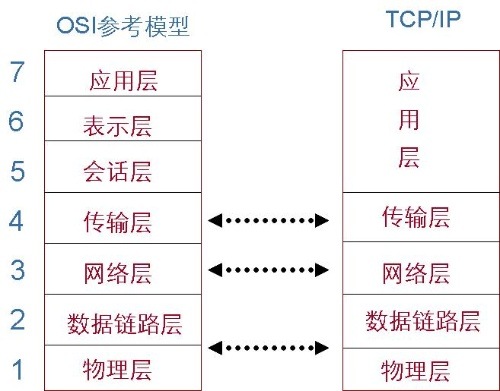 OSI参考模型
TCP/IP
7
应用层
6
表示层
5
会话层
应
用
层
4
传输层
传输层
3
网络层
网络层
2
数据链路层
数据链路层
1
物理层
物理层